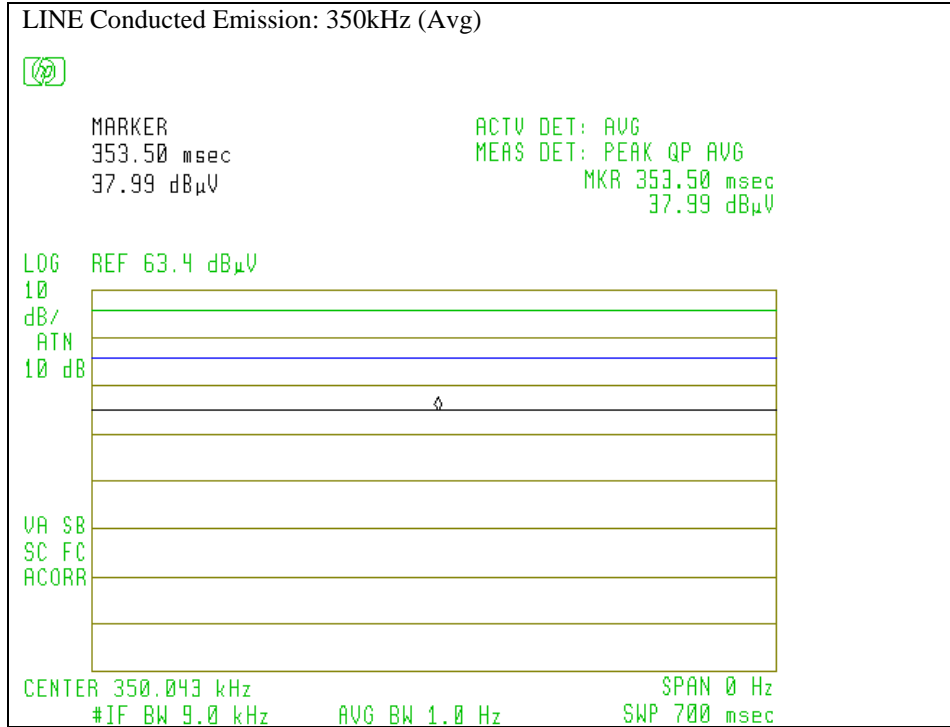 LINE Conducted Emission: 350kHz (Avg)
hp
MARKER
353.50 msec
37.99 dBµV
ACTV DET: AVG
MEAS DET: PEAK QP AVG
MKR 353.50 msec
37.99 dBµV
LOG REF 63.4 dBµV
10
dB/
ATN
10 dB
VA SB
SC FC
ACORR
CENTER 350.043 kHz SPAN 0 Hz
#IF BW 9.0 kHz AVG BW 1.0 Hz SWP 700 msec